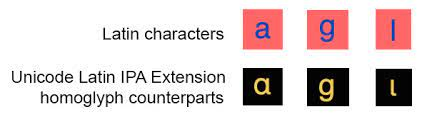 Latin characters a g l
Unicode Latin IPA Extension ɑ ɡ ɩ
homoglyph counterparts